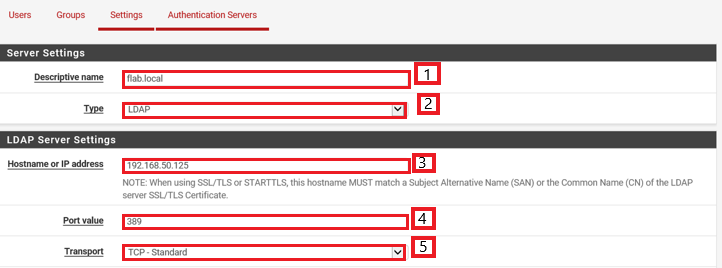 Users Groups Settings Authentication Servers
Server Settings
Descriptive name flab.local 1
Type LDAP 2
LDAP Server Settings
Hostname or IP address 192.168.50.125 3
NOTE: When using SSL/TLS or STARTTLS, this hostname MUST match a Subject Alternative Name (SAN) or the Common Name (CN) of the LDAP
server SSL/TLS Certificate.
Port value 389 4
Transport TCP - Standard 5